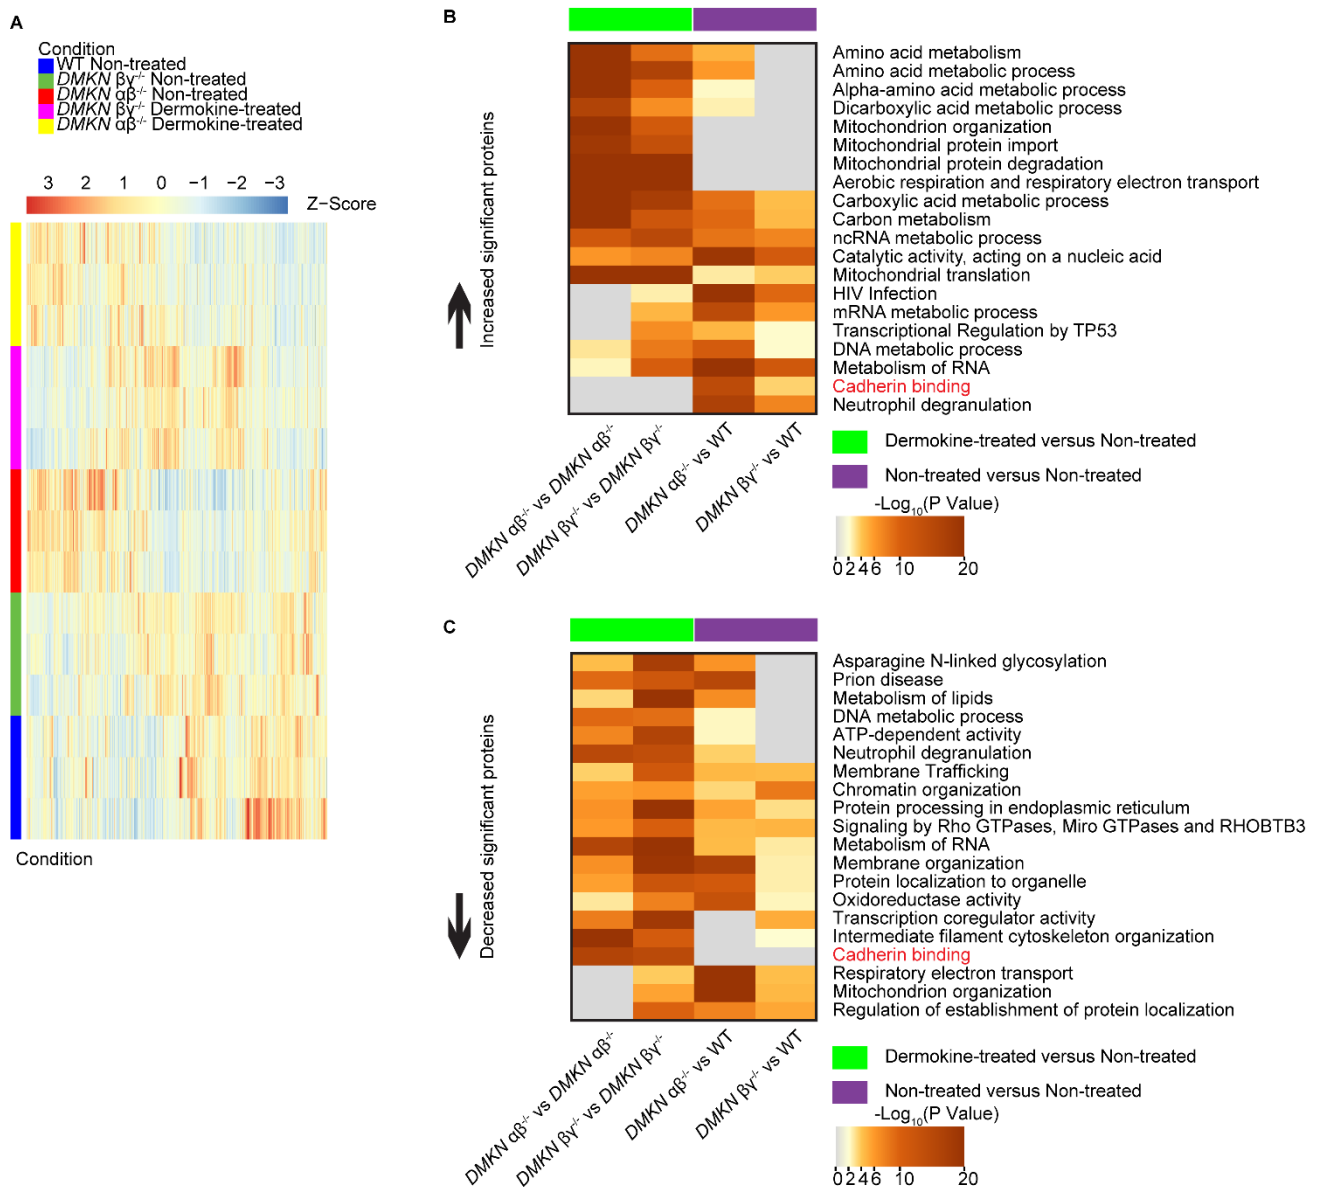 A
Condition
WT Non-treated
DMKN βγ-/- Non-treated
DMKN αβ-/- Non-treated
DMKN βγ-/- Dermokine-treated
DMKN αβ-/- Dermokine-treated
3 2 1 0 −1 −2 −3
Z−Score
Condition
B
Increased significant proteins
Amino acid metabolism
Amino acid metabolic process
Alpha-amino acid metabolic process
Dicarboxylic acid metabolic process
Mitochondrion organization
Mitochondrial protein import
Mitochondrial protein degradation
Aerobic respiration and respiratory electron transport
Carboxylic acid metabolic process
Carbon metabolism
ncRNA metabolic process
Catalytic activity, acting on a nucleic acid
Mitochondrial translation
HIV Infection
mRNA metabolic process
Transcriptional Regulation by TP53
DNA metabolic process
Metabolism of RNA
Cadherin binding
Neutrophil degranulation
DMKN αβ-/- vs DMKN αβ-/-
DMKN βγ-/- vs DMKN βγ-/-
DMKN αβ-/- vs WT
DMKN βγ-/- vs WT
Dermokine-treated versus Non-treated
Non-treated versus Non-treated
-Log10(P Value)
0 2 4 6 10 20
C
Decreased significant proteins
Asparagine N-linked glycosylation
Prion disease
Metabolism of lipids
DNA metabolic process
ATP-dependent activity
Neutrophil degranulation
Membrane Trafficking
Chromatin organization
Protein processing in endoplasmic reticulum
Signaling by Rho GTPases, Miro GTPases and RHOBTB3
Metabolism of RNA
Membrane organization
Protein localization to organelle
Oxidoreductase activity
Transcription coregulator activity
Intermediate filament cytoskeleton organization
Cadherin binding
Respiratory electron transport
Mitochondrion organization
Regulation of establishment of protein localization
DMKN αβ-/- vs DMKN αβ-/-
DMKN βγ-/- vs DMKN βγ-/-
DMKN αβ-/- vs WT
DMKN βγ-/- vs WT
Dermokine-treated versus Non-treated
Non-treated versus Non-treated
-Log10(P Value)
0 2 4 6 10 20